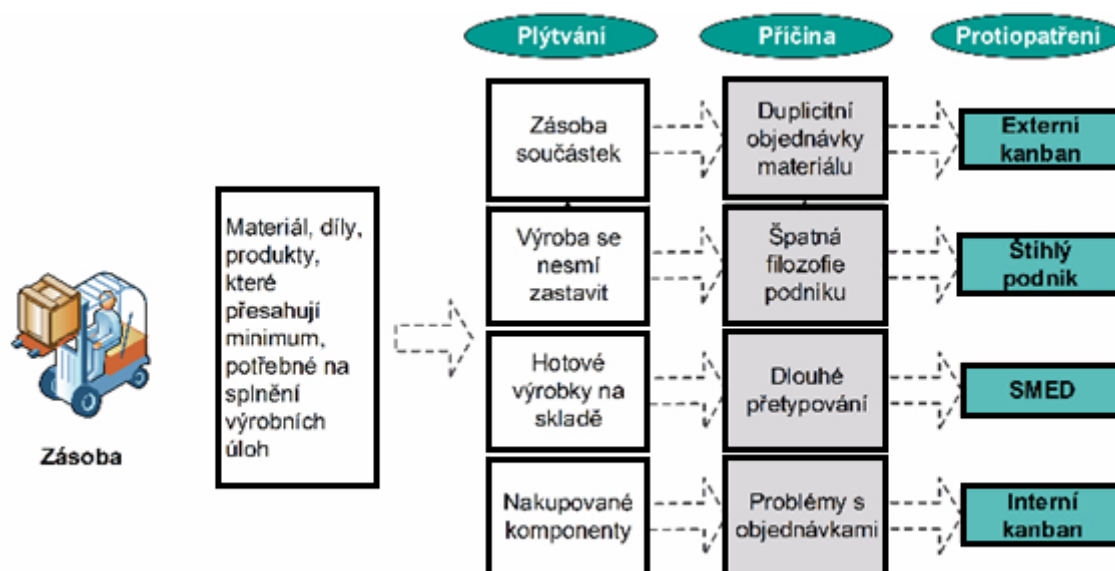 Plýtvání
Příčina
Protiopatření
Zásoba
součástek
Duplicitní
objednávky
materiálu
Externí
kanban
Materiál, díly,
produkty,
které
přesahují
minimum,
potřebné na
splnění
výrobních
úloh
Výroba se
nesmí
zastavit
Špatná
filozofie
podniku
Štíhlý
podnik
Hotové
výrobky na
skladě
Dlouhé
přetypování
SMED
Zásoba
Nakupované
komponenty
Problémy s
objednávkami
Interní
kanban